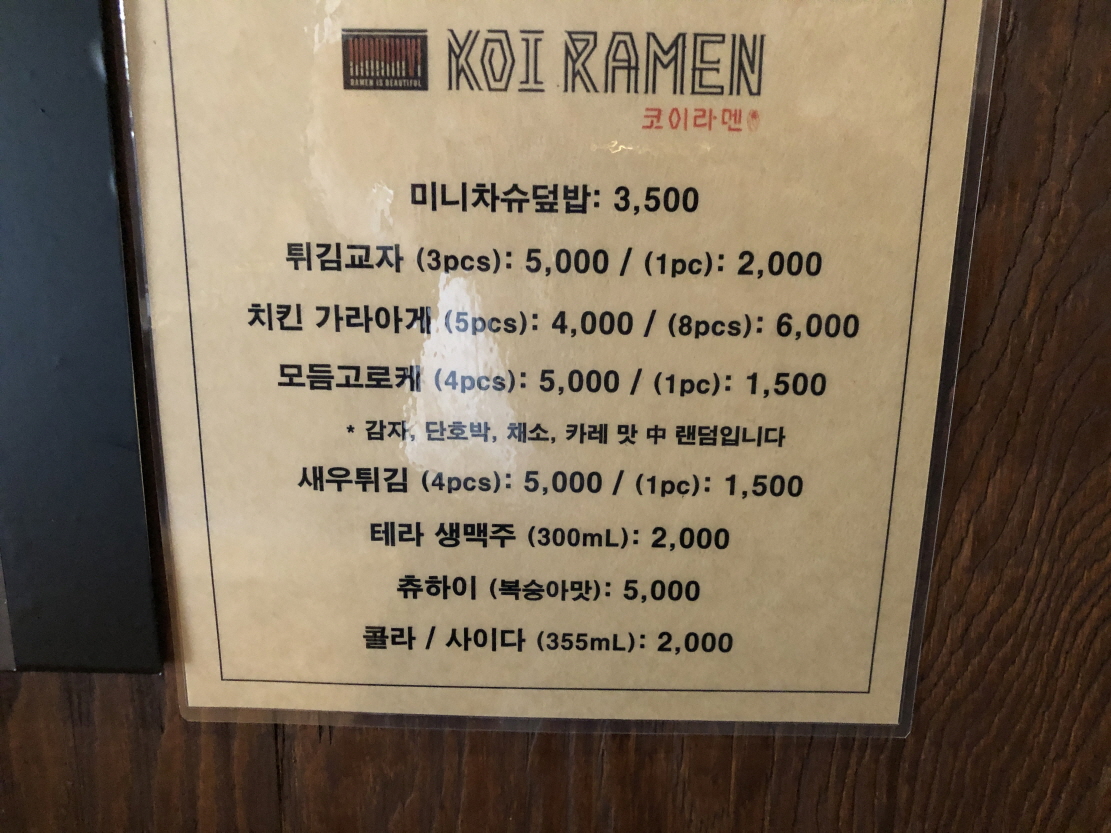 RAMEN IS BEAUTIFUL
KOI RAMEN
코이라멘
미니차슈덮밥: 3,500
튀김교자 (3pcs): 5,000 / (1pc): 2,000
치킨 가라아게 (5pcs): 4,000 / (8pcs): 6,000
모듬고로케 (4pcs): 5,000 / (1pc): 1,500
* 감자, 단호박, 채소, 카레 맛 中 랜덤입니다
새우튀김 (4pcs): 5,000 / (1pc): 1,500
테라 생맥주 (300mL): 2,000
츄하이 (복숭아맛): 5,000
콜라 / 사이다 (355mL): 2,000